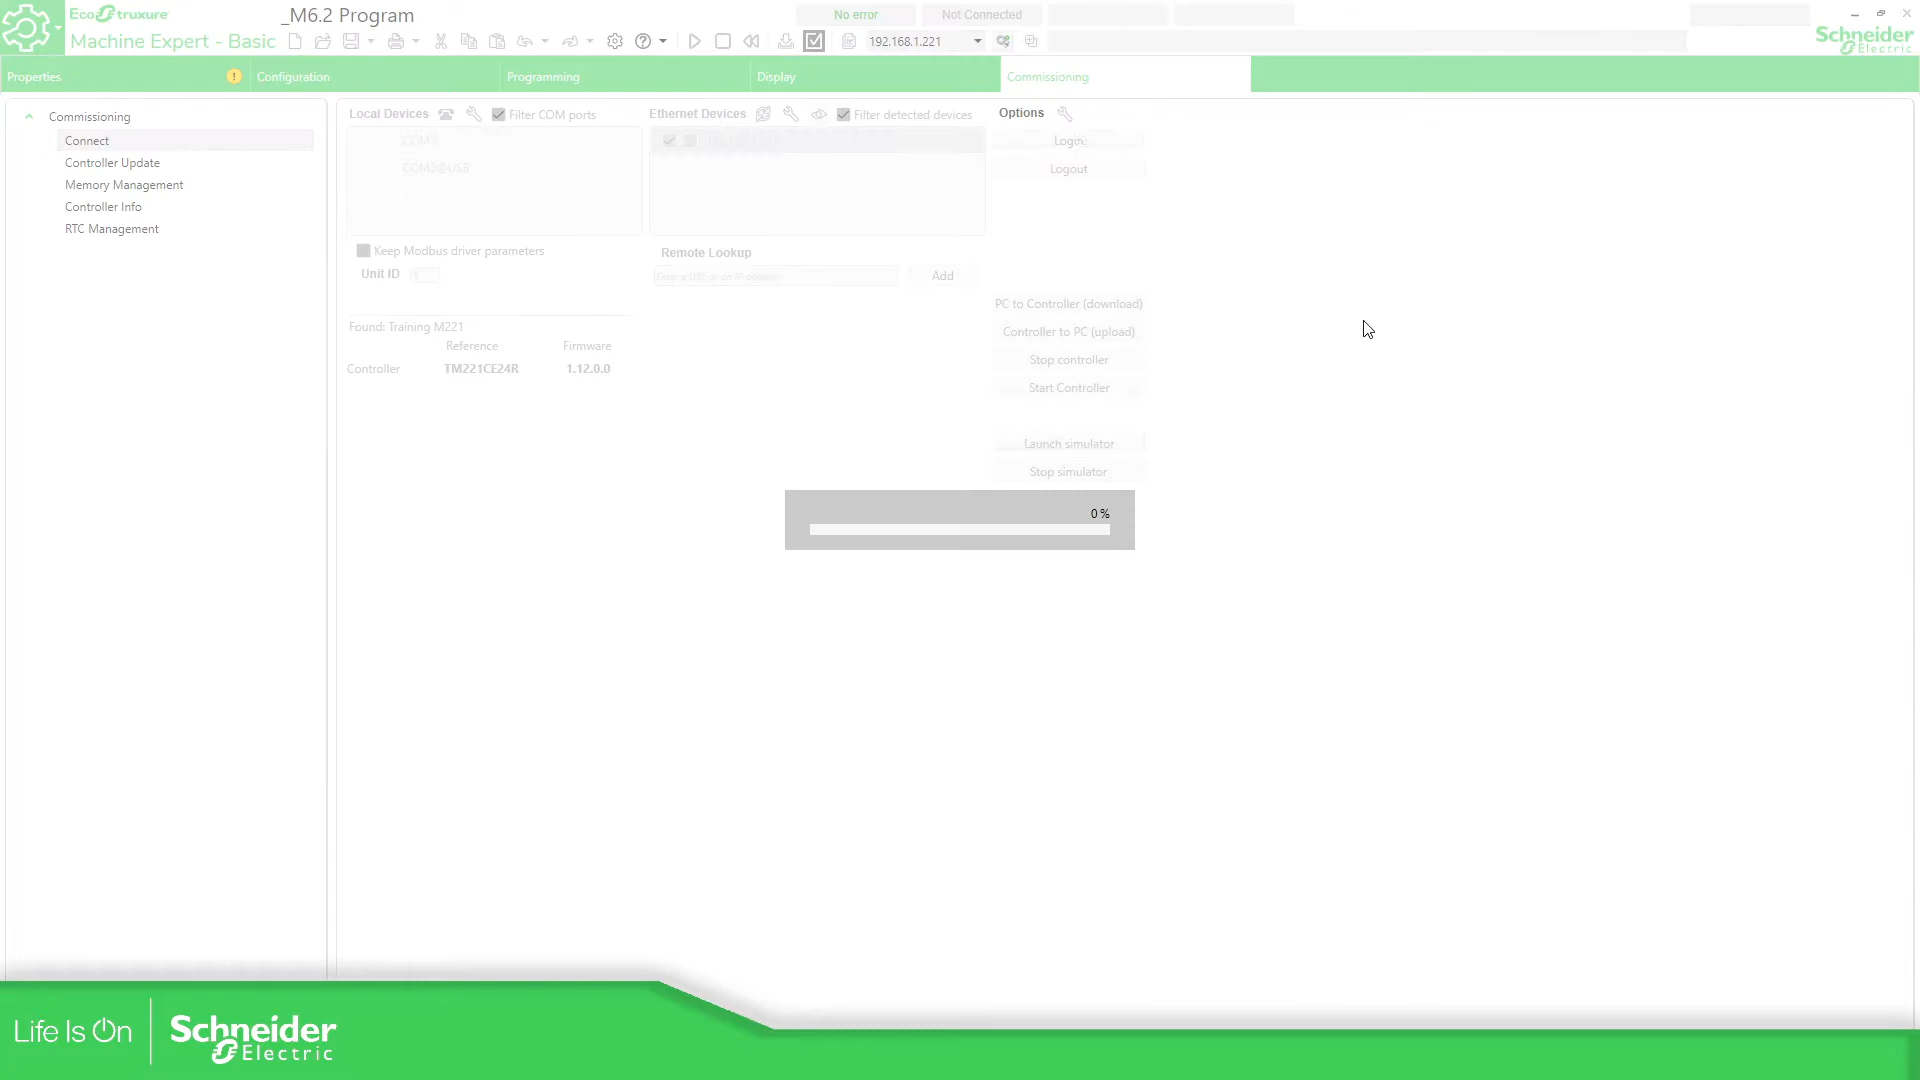 EcoStruxure
Machine Expert - Basic
_M6.2 Program
No error
Not Connected
192.168.1.221
Schneider
Electric
Properties
Configuration
Programming
Display
Commissioning
Commissioning
Connect
Controller Update
Memory Management
Controller Info
RTC Management
Local Devices
Filter COM ports
COM5@USB
Keep Modbus driver parameters
Unit ID
1
Found: Training M221
Reference Firmware
Controller TM221CE24R 1.12.0.0
Ethernet Devices
Filter detected devices
Remote Lookup
Add
Options
Login
Logout
PC to Controller (download)
Controller to PC (upload)
Stop controller
Start Controller
Launch simulator
Stop simulator
0 %
Life Is On
Schneider
Electric